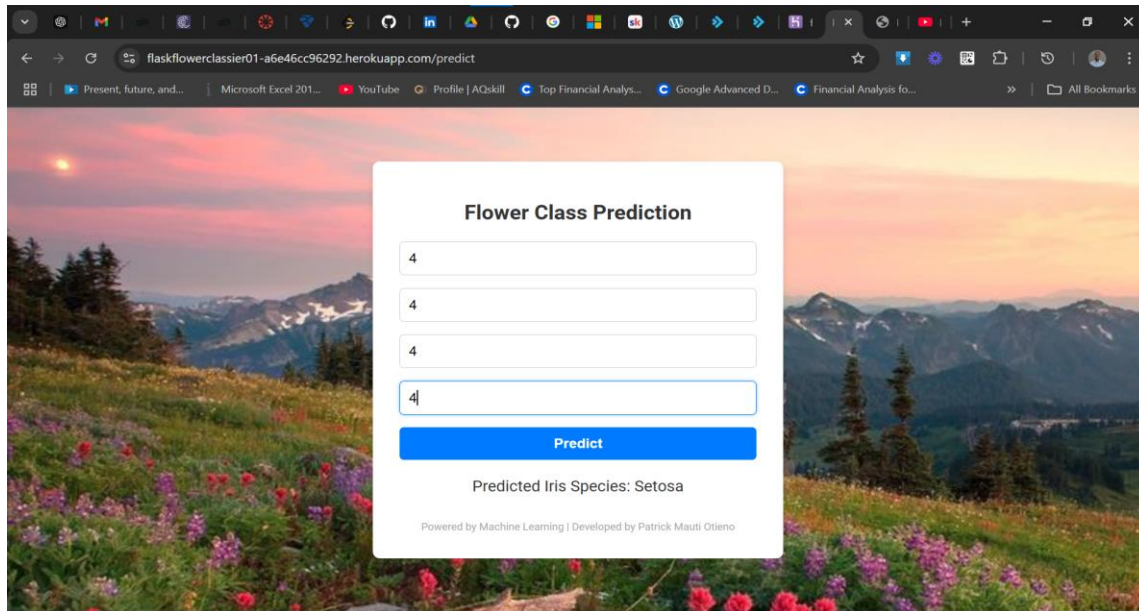 M
in
G
sk
flaskflowerclassier01-a6e46cc96292.herokuapp.com/predict
Present, future, and... Microsoft Excel 201... YouTube Profile | AQskill Top Financial Analys... Google Advanced D... Financial Analysis fo... » All Bookmarks
Flower Class Prediction
4
4
4
4
Predict
Predicted Iris Species: Setosa
Powered by Machine Learning | Developed by Patrick Mauti Otieno